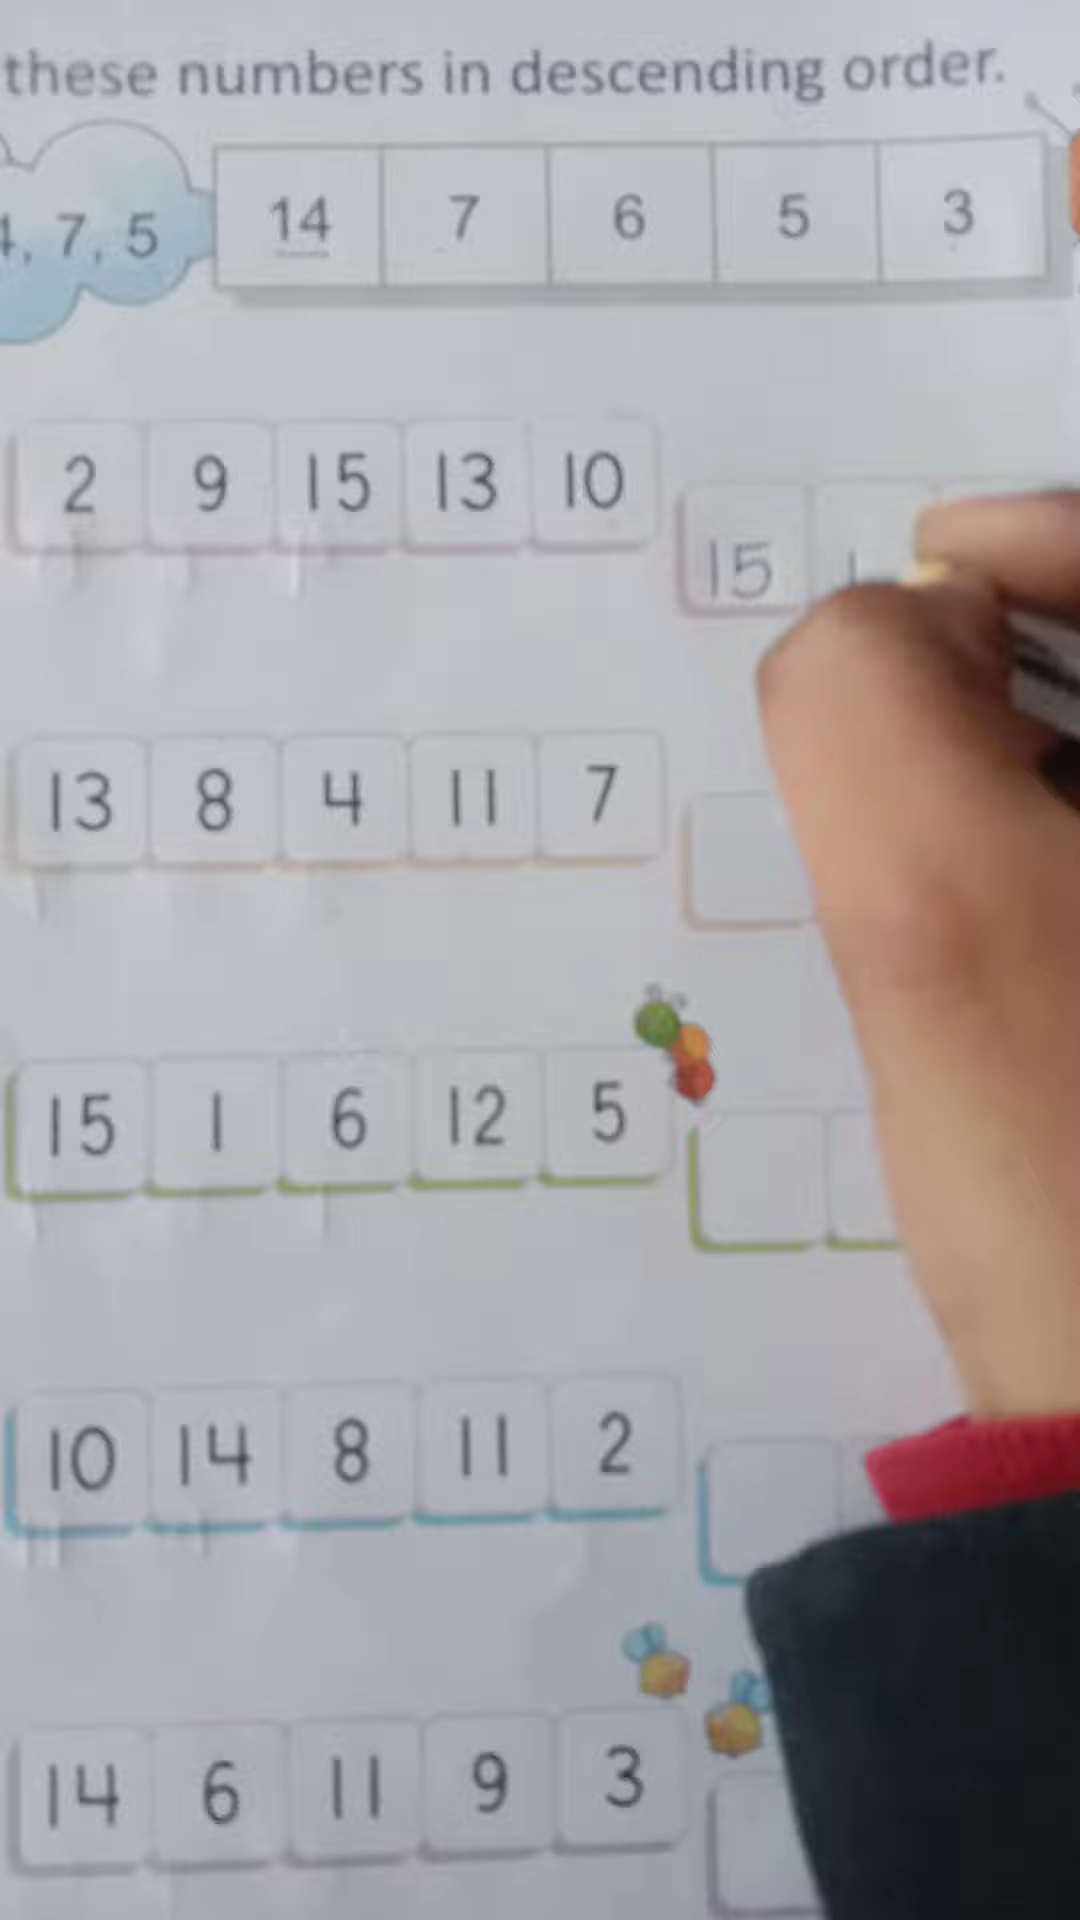 these numbers in descending order.
7, 5 14 7 6 5 3
2 9 15 13 10
15
13 8 4 11 7
15 1 6 12 5
10 14 8 11 2
14 6 11 9 3